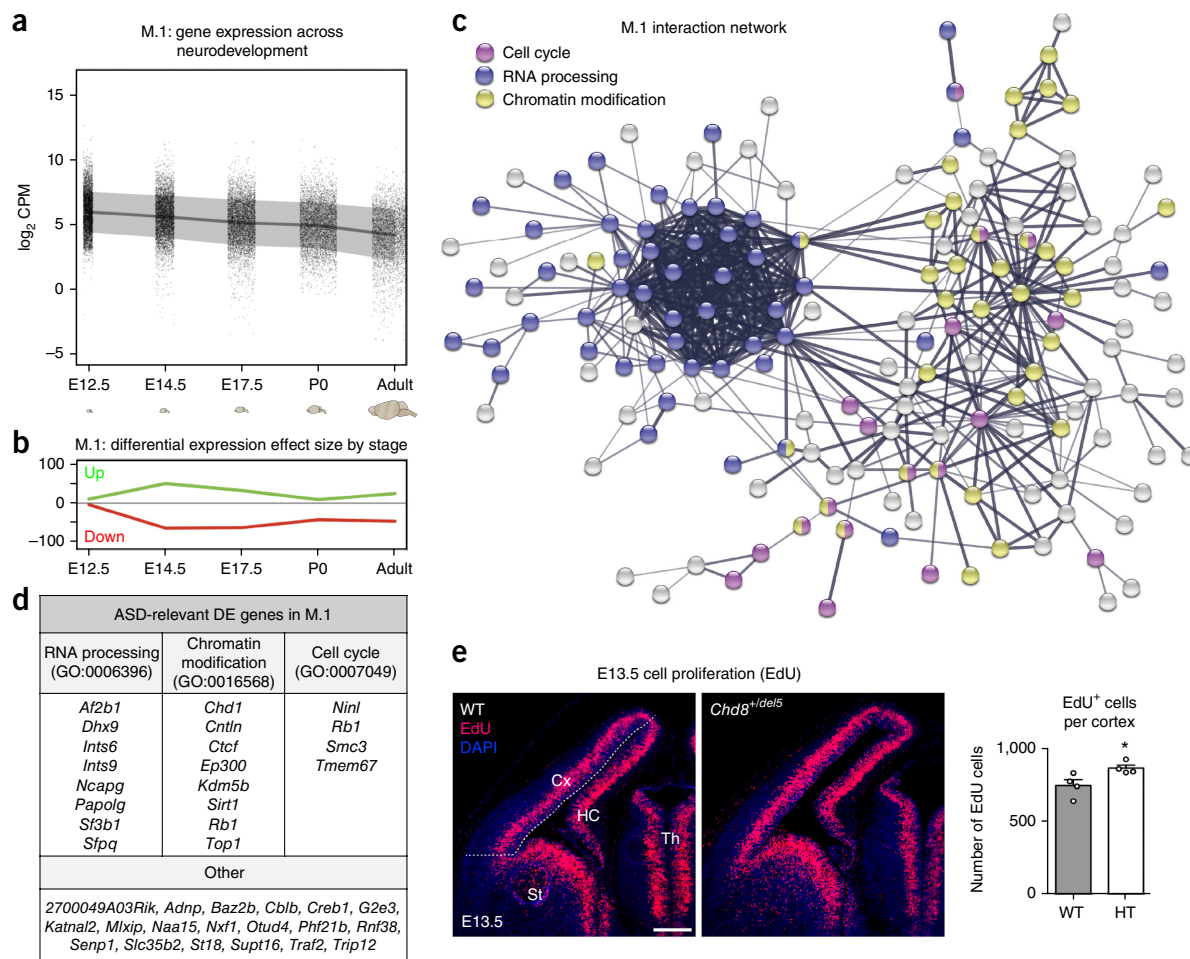 a
M.1: gene expression across
neurodevelopment
log2 CPM
15
10
5
0
−5
E12.5 E14.5 E17.5 P0 Adult
b
M.1: differential expression effect size by stage
100
0
−100
Up
Down
E12.5 E14.5 E17.5 P0 Adult
c
M.1 interaction network
Cell cycle
RNA processing
Chromatin modification
d
ASD-relevant DE genes in M.1
RNA processing
(GO:0006396)
Chromatin
modification
(GO:0016568)
Cell cycle
(GO:0007049)
Af2b1
Dhx9
Ints6
Ints9
Ncapg
Papolg
Sf3b1
Sfpq
Chd1
Cntln
Ctcf
Ep300
Kdm5b
Sirt1
Rb1
Top1
Ninl
Rb1
Smc3
Tmem67
Other
2700049A03Rik, Adnp, Baz2b, Cblb, Creb1, G2e3,
Katnal2, Mlxip, Naa15, Nxf1, Otud4, Phf21b, Rnf38,
Senp1, Slc35b2, St18, Supt16, Traf2, Trip12
e
E13.5 cell proliferation (EdU)
WT
EdU
DAPI
Cx
HC
Th
St
E13.5
Chd8+/del5
EdU+ cells
per cortex
Number of EdU cells
1,000
500
0
*
WT HT